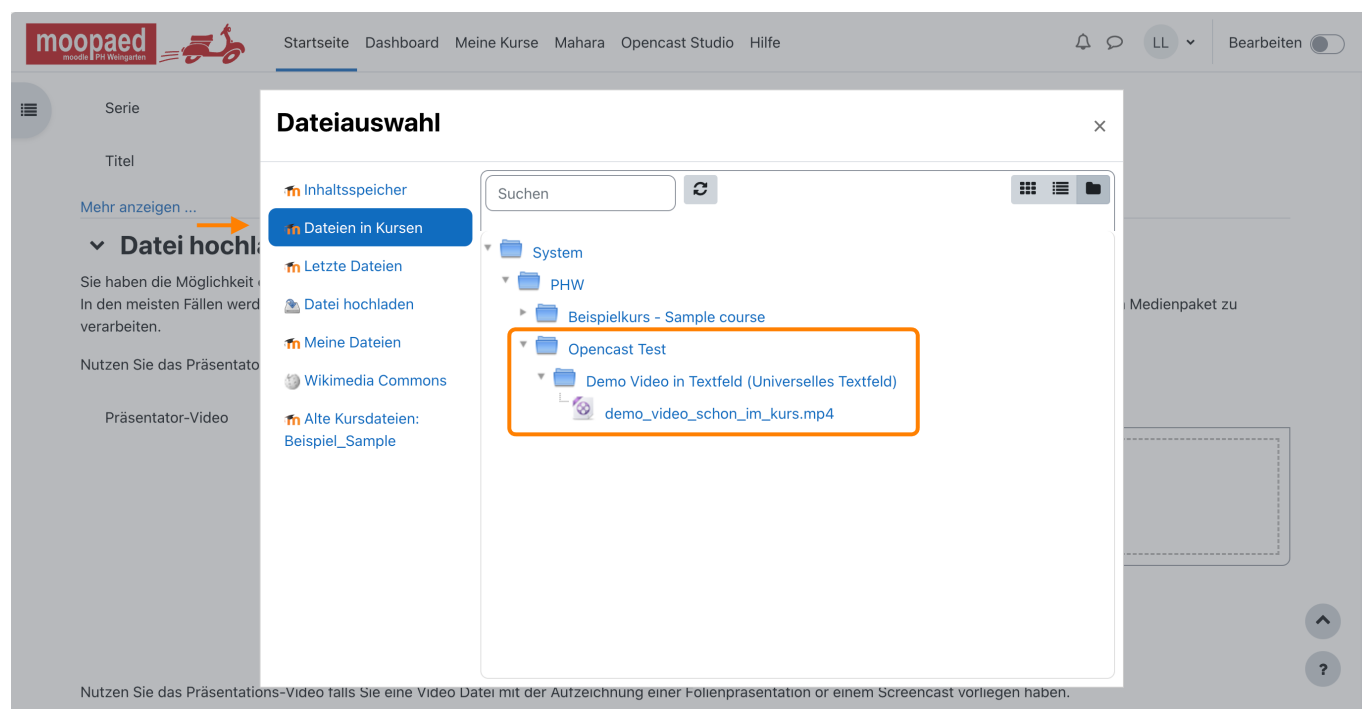 moopaed
moodle PH Weingarten
Startseite Dashboard Meine Kurse Mahara Opencast Studio Hilfe
LL
Bearbeiten
Serie
Titel
Mehr anzeigen ...
Datei hochl
Sie haben die Möglichkeit
In den meisten Fällen werd
Medienpaket zu
verarbeiten.
Nutzen Sie das Präsentato
Präsentator-Video
Dateiauswahl
×
Inhaltsspeicher
Dateien in Kursen
Letzte Dateien
Datei hochladen
Meine Dateien
Wikimedia Commons
Alte Kursdateien:
Beispiel_Sample
Suchen
System
PHW
Beispielkurs - Sample course
Opencast Test
Demo Video in Textfeld (Universelles Textfeld)
demo_video_schon_im_kurs.mp4
?
Nutzen Sie das Präsentations-Video falls Sie eine Video Datei mit der Aufzeichnung einer Folienpräsentation or einem Screencast vorliegen haben.